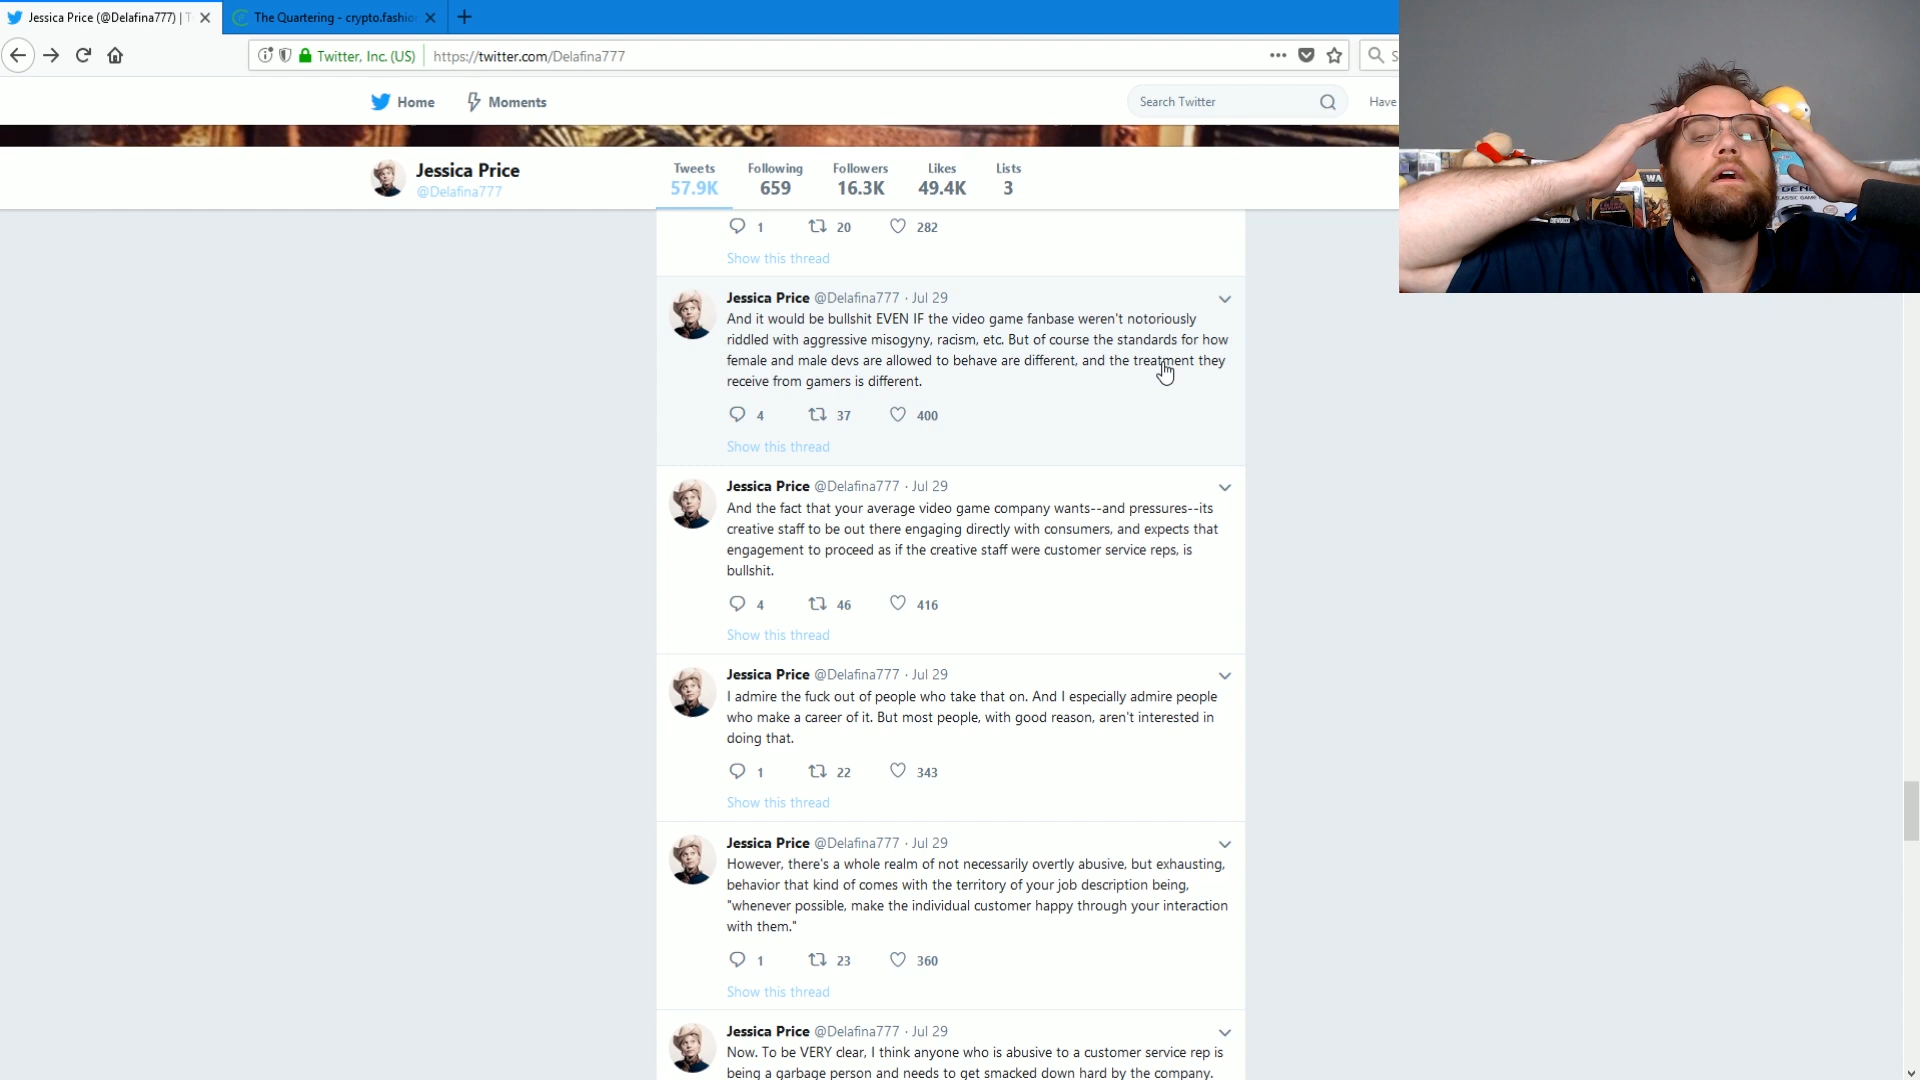 Jessica Price (@Delafina777) | T
The Quartering - crypto.fashio
Twitter, Inc. (US)
https://twitter.com/Delafina777
S
Home
Moments
Search Twitter
Have
Jessica Price
@Delafina777
Tweets
57.9K
Following
659
Followers
16.3K
Likes
49.4K
Lists
3
1 20 282
Show this thread
Jessica Price @Delafina777 · Jul 29
And it would be bullshit EVEN IF the video game fanbase weren't notoriously
riddled with aggressive misogyny, racism, etc. But of course the standards for how
female and male devs are allowed to behave are different, and the treatment they
receive from gamers is different.
4 37 400
Show this thread
Jessica Price @Delafina777 · Jul 29
And the fact that your average video game company wants--and pressures--its
creative staff to be out there engaging directly with consumers, and expects that
engagement to proceed as if the creative staff were customer service reps, is
bullshit.
4 46 416
Show this thread
Jessica Price @Delafina777 · Jul 29
I admire the fuck out of people who take that on. And I especially admire people
who make a career of it. But most people, with good reason, aren't interested in
doing that.
1 22 343
Show this thread
Jessica Price @Delafina777 · Jul 29
However, there's a whole realm of not necessarily overtly abusive, but exhausting,
behavior that kind of comes with the territory of your job description being,
"whenever possible, make the individual customer happy through your interaction
with them."
1 23 360
Show this thread
Jessica Price @Delafina777 · Jul 29
Now. To be VERY clear, I think anyone who is abusive to a customer service rep is
being a garbage person and needs to get smacked down hard by the company.